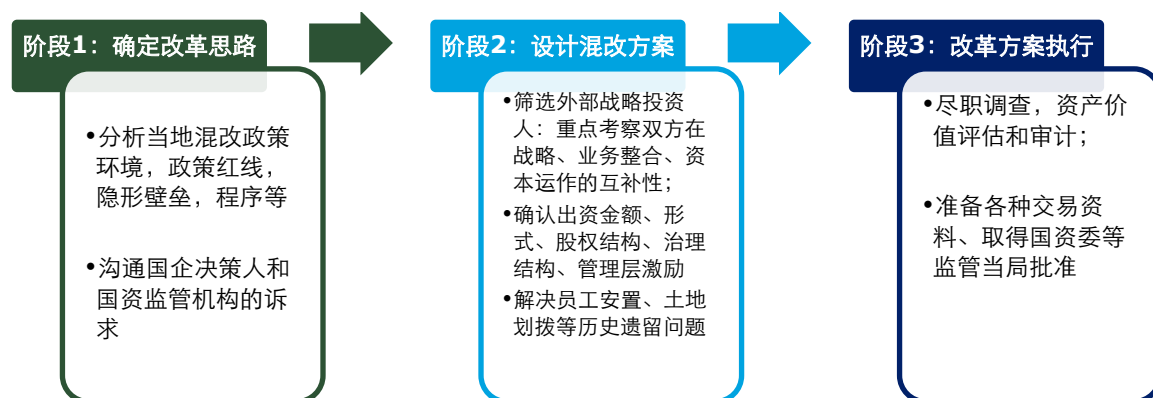 阶段1：确定改革思路
•分析当地混改政策
环境，政策红线，
隐形壁垒，程序等
•沟通国企决策人和
国资监管机构的诉
求
阶段2：设计混改方案
•筛选外部战略投资
人：重点考察双方在
战略、业务整合、资
本运作的互补性；
•确认出资金额、形
式、股权结构、治理
结构、管理层激励
•解决员工安置、土地
划拨等历史遗留问题
阶段3：改革方案执行
•尽职调查，资产价
值评估和审计；
•准备各种交易资
料、取得国资委等
监管当局批准